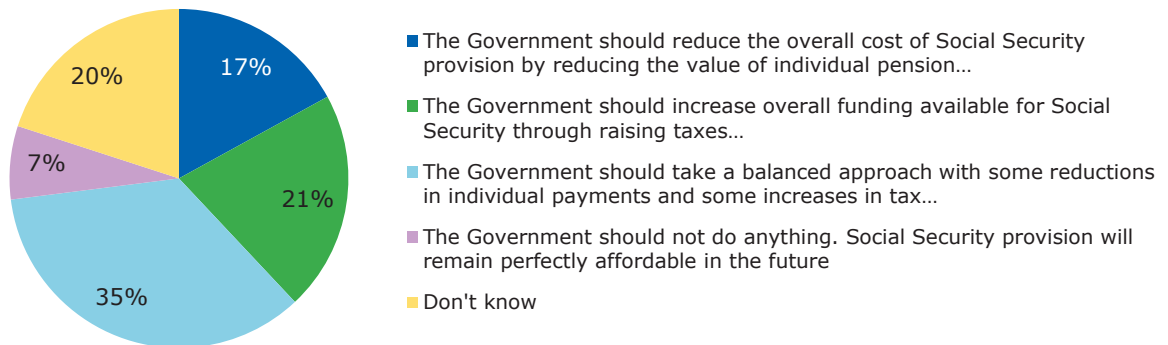 17%
21%
35%
7%
20%
The Government should reduce the overall cost of Social Security
provision by reducing the value of individual pension…
The Government should increase overall funding available for Social
Security through raising taxes…
The Government should take a balanced approach with some reductions
in individual payments and some increases in tax…
The Government should not do anything. Social Security provision will
remain perfectly affordable in the future
Don't know